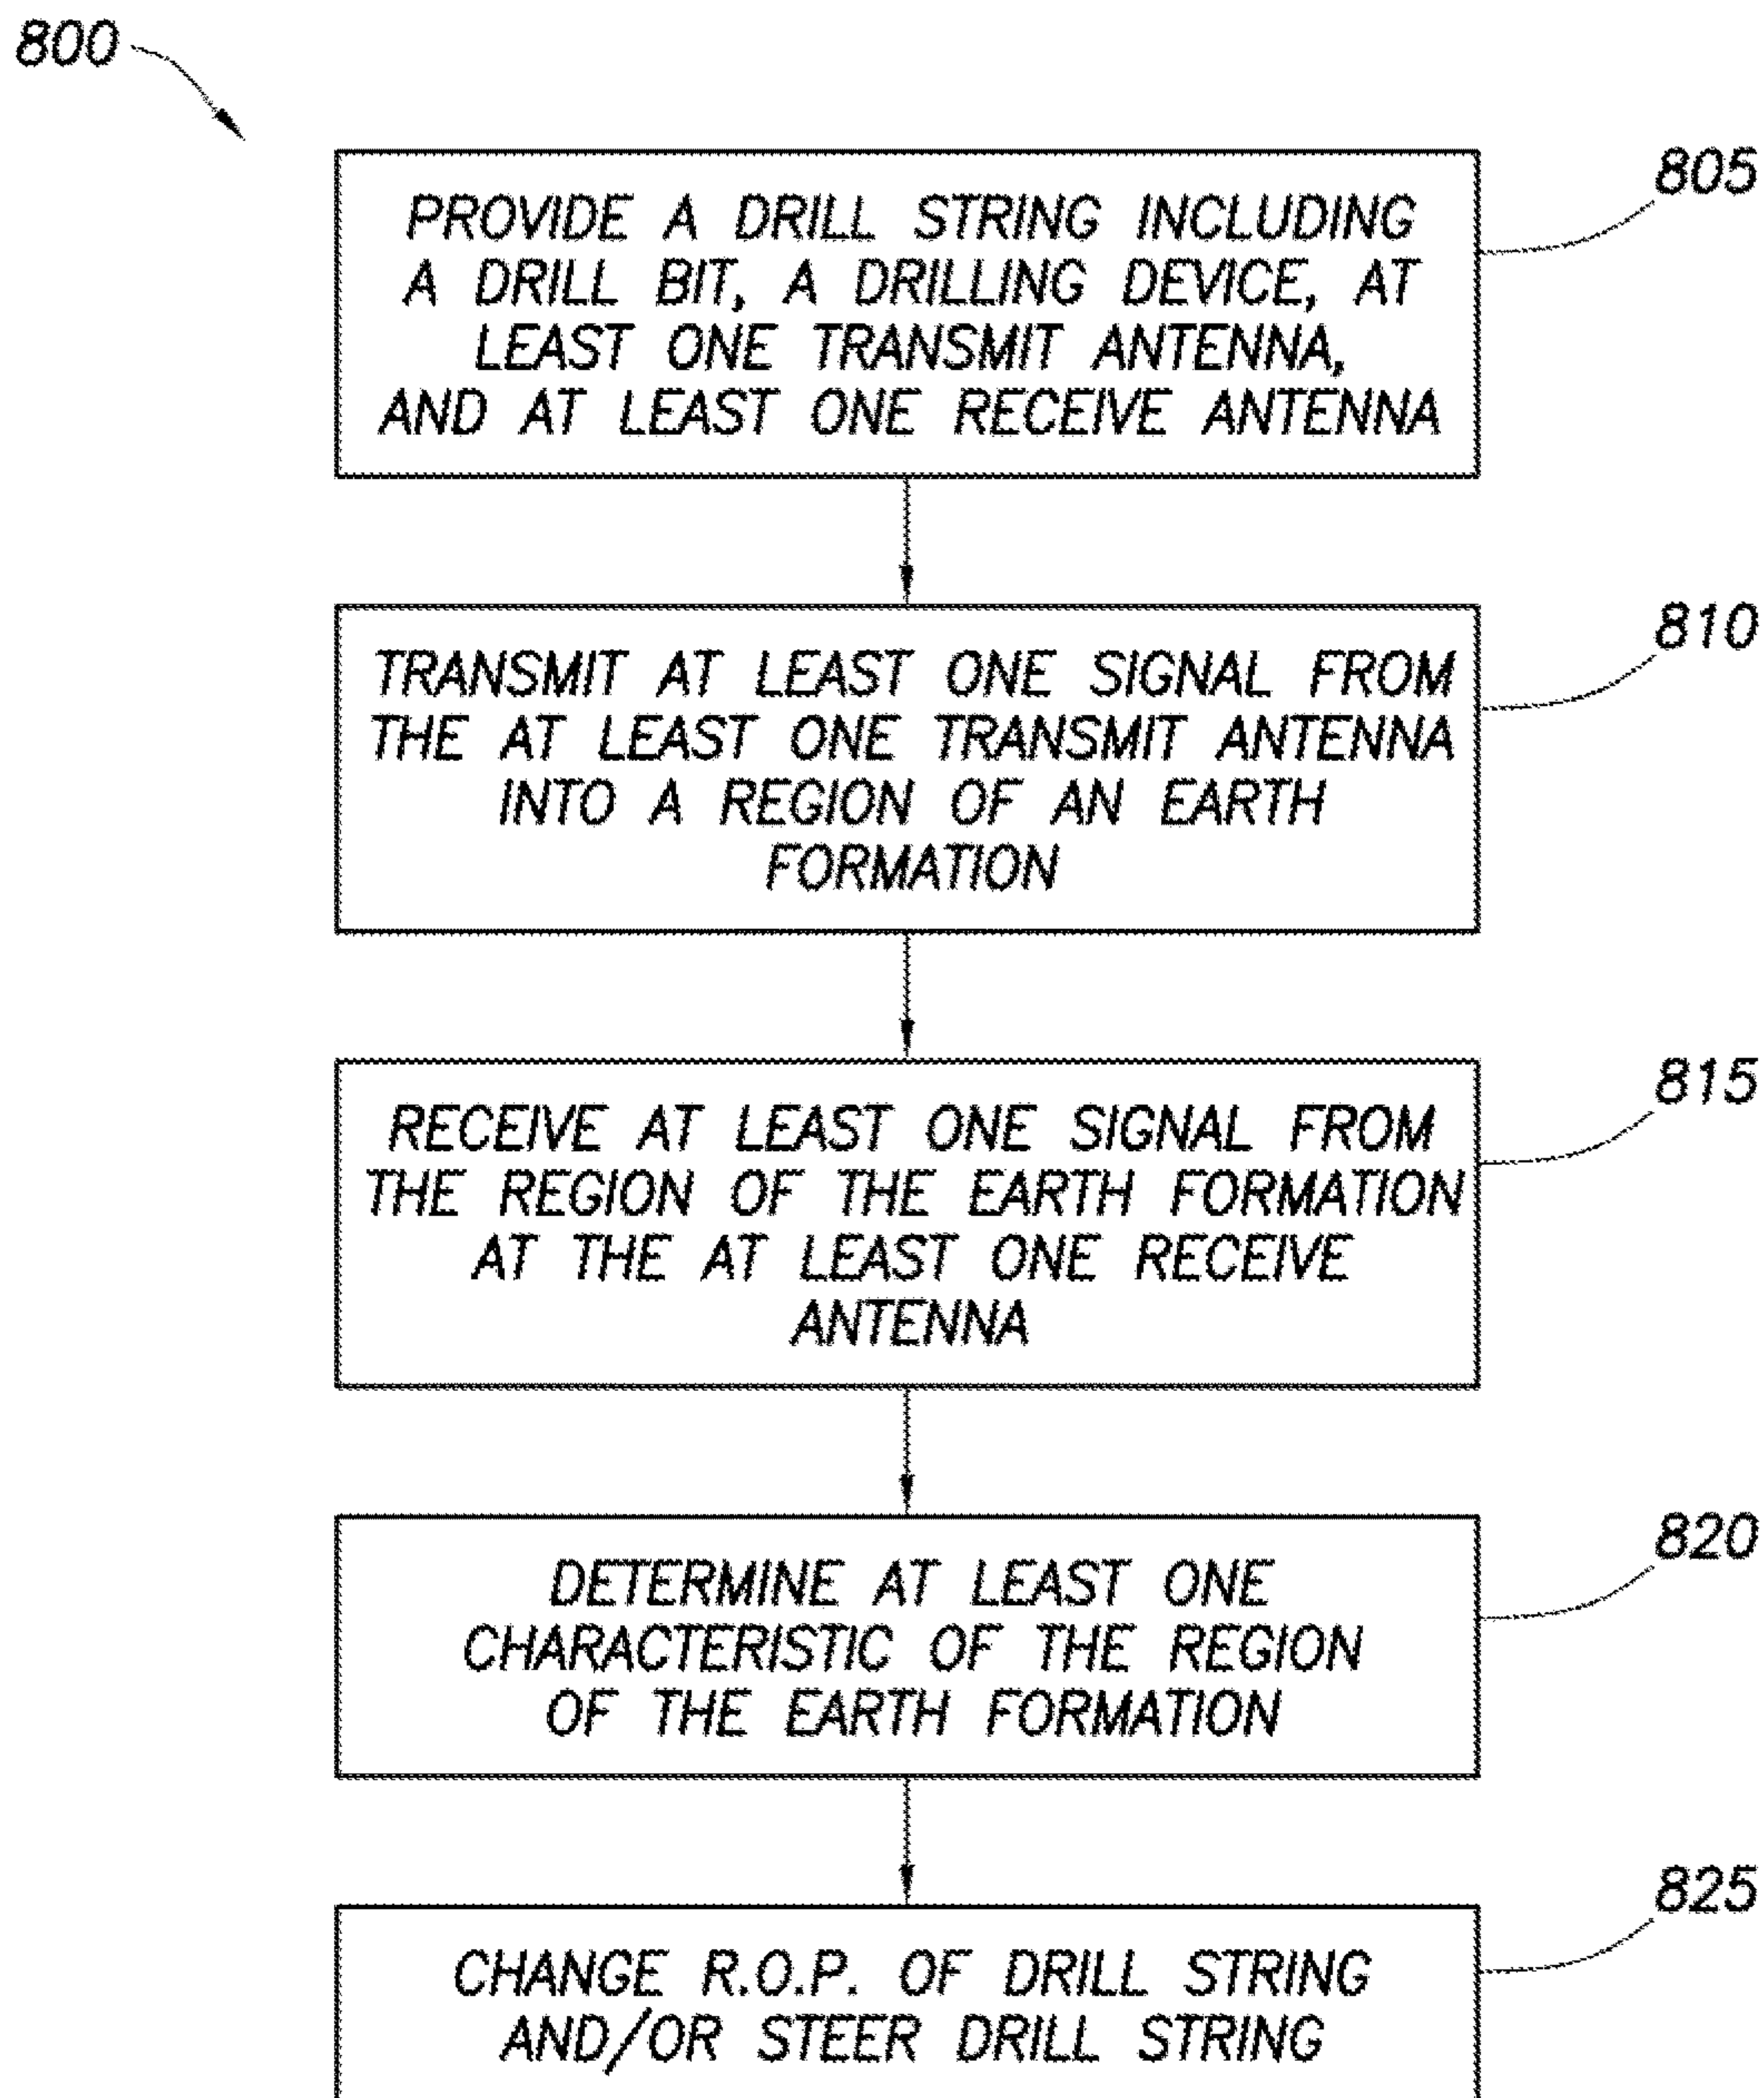 800
805
PROVIDE A DRILL STRING INCLUDING
A DRILL BIT, A DRILLING DEVICE, AT
LEAST ONE TRANSMIT ANTENNA,
AND AT LEAST ONE RECEIVE ANTENNA
810
TRANSMIT AT LEAST ONE SIGNAL FROM
THE AT LEAST ONE TRANSMIT ANTENNA
INTO A REGION OF AN EARTH
FORMATION
815
RECEIVE AT LEAST ONE SIGNAL FROM
THE REGION OF THE EARTH FORMATION
AT THE AT LEAST ONE RECEIVE
ANTENNA
820
DETERMINE AT LEAST ONE
CHARACTERISTIC OF THE REGION
OF THE EARTH FORMATION
825
CHANGE R.O.P. OF DRILL STRING
AND/OR STEER DRILL STRING